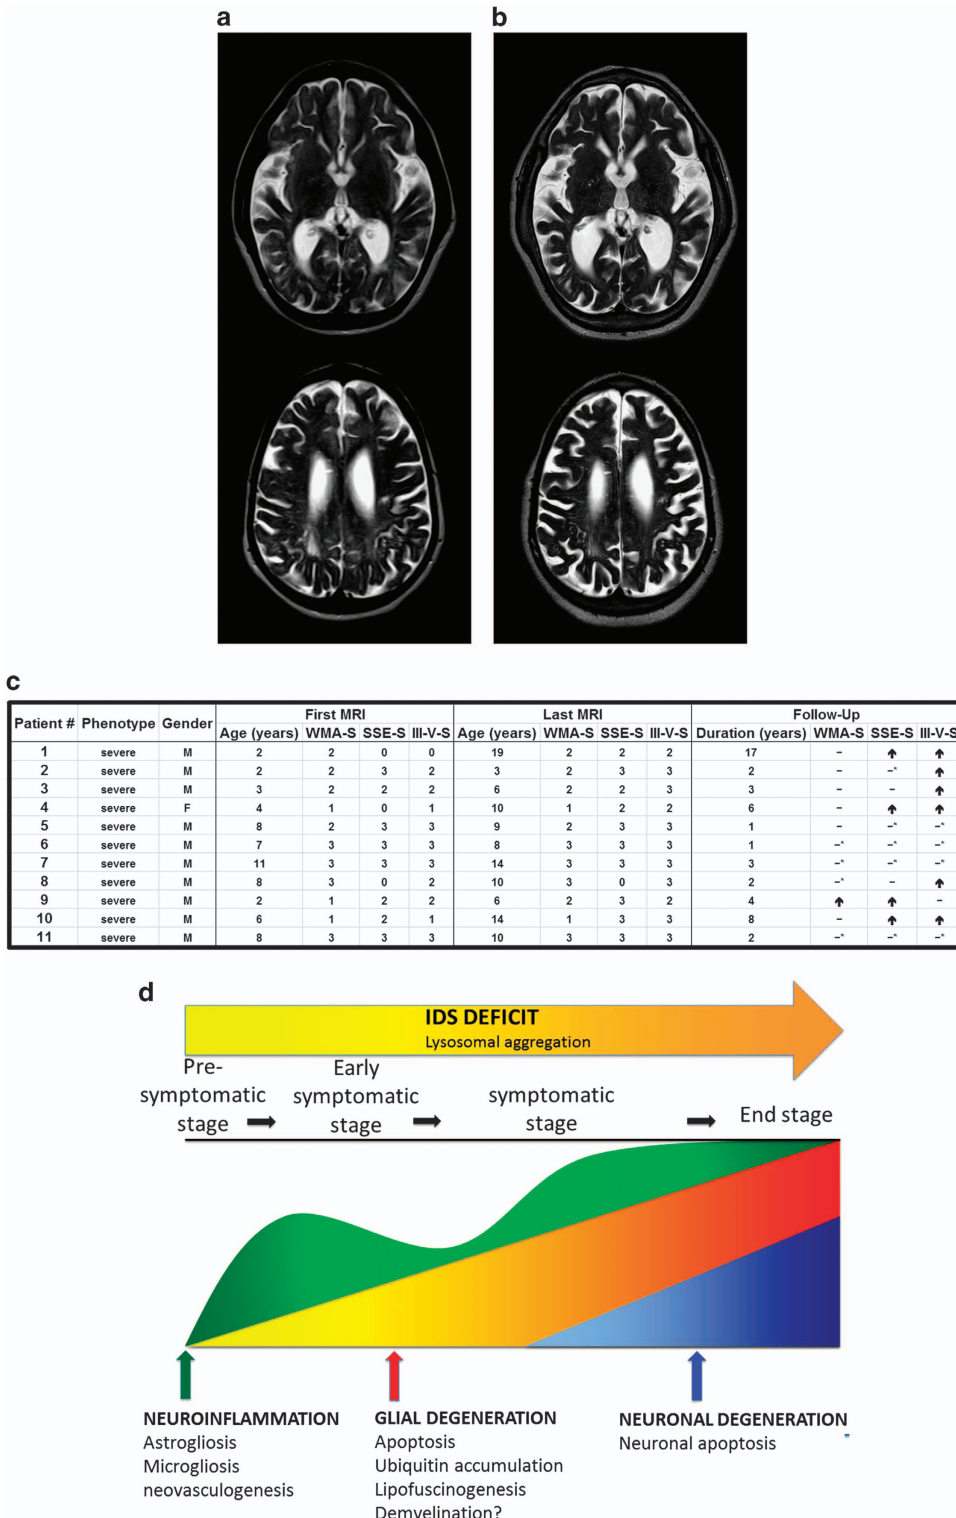 a b
c
First MRI Last MRI Follow-Up
Patient # Phenotype Gender Age (years) WMA-S SSE-S III-V-S Age (years) WMA-S SSE-S III-V-S Duration (years) WMA-S SSE-S III-V-S
1 severe M 2 2 0 0 19 2 2 2 17 – ↑ ↑
2 severe M 2 2 3 2 3 2 3 3 2 – –* ↑
3 severe M 3 2 2 2 6 2 2 3 3 – – ↑
4 severe F 4 1 0 1 10 1 2 2 6 – ↑ ↑
5 severe M 8 2 3 3 9 2 3 3 1 – –* –*
6 severe M 7 3 3 3 8 3 3 3 1 –* –* –*
7 severe M 11 3 3 3 14 3 3 3 3 –* –* –*
8 severe M 8 3 0 2 10 3 0 3 2 –* – ↑
9 severe M 2 1 2 2 6 2 3 2 4 ↑ ↑ –
10 severe M 6 1 2 1 14 1 3 3 8 – ↑ ↑
11 severe M 8 3 3 3 10 3 3 3 2 –* –* –*
d
IDS DEFICIT
Lysosomal aggregation
Pre-
symptomatic
stage
Early
symptomatic
stage
symptomatic
stage
End stage
NEUROINFLAMMATION
Astrogliosis
Microgliosis
neovasculogenesis
GLIAL DEGENERATION
Apoptosis
Ubiquitin accumulation
Lipofuscinogenesis
Demyelination?
NEURONAL DEGENERATION
Neuronal apoptosis